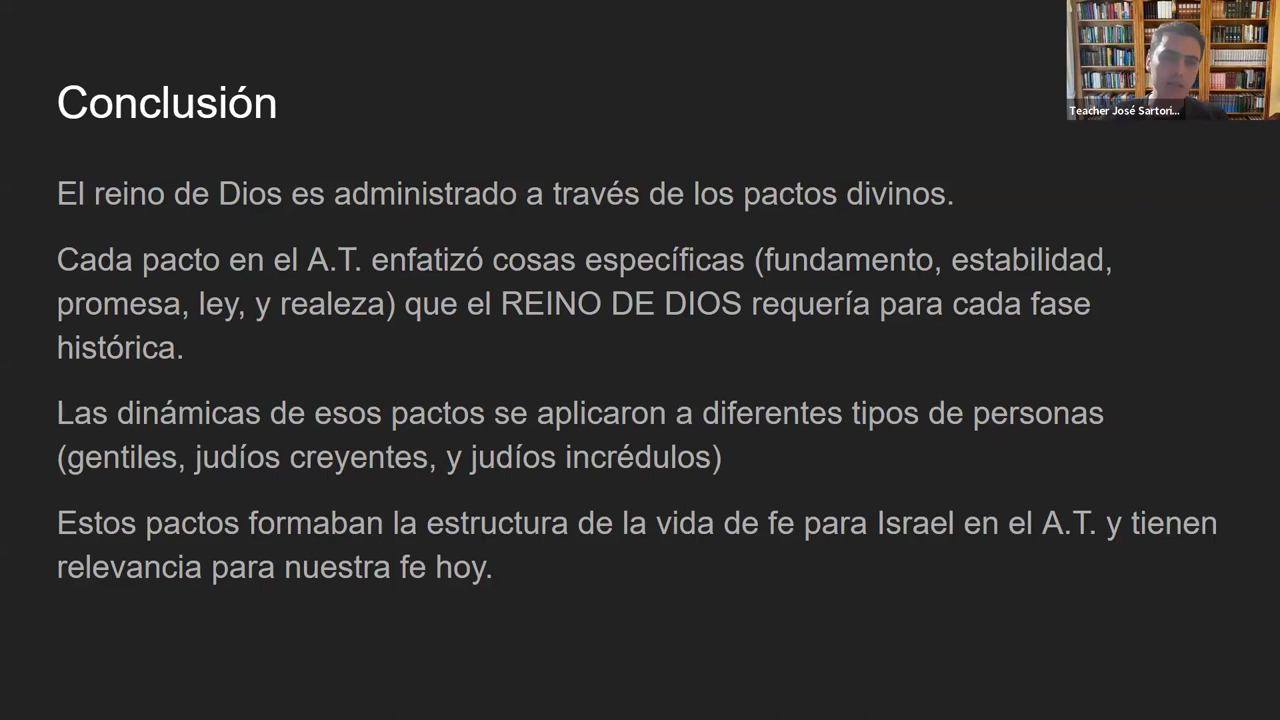 Conclusión
Teacher José Sartori...
El reino de Dios es administrado a través de los pactos divinos.
Cada pacto en el A.T. enfatizó cosas específicas (fundamento, estabilidad,
promesa, ley, y realeza) que el REINO DE DIOS requería para cada fase
histórica.
Las dinámicas de esos pactos se aplicaron a diferentes tipos de personas
(gentiles, judíos creyentes, y judíos incrédulos)
Estos pactos formaban la estructura de la vida de fe para Israel en el A.T. y tienen
relevancia para nuestra fe hoy.